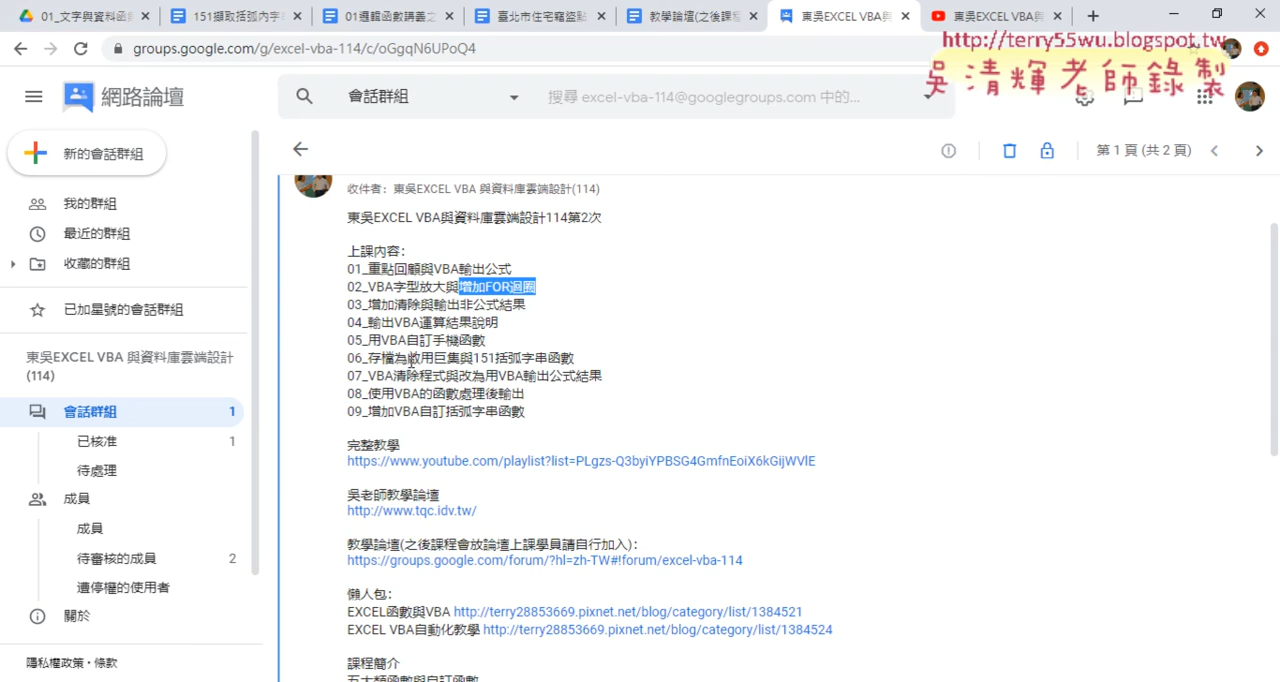 01_文字與資料函
151擷取括弧內字
01邏輯函數講義之
臺北市住宅竊盜點
教學論壇(之後課程
東吳EXCEL VBA與
東吳EXCEL VBA與
groups.google.com/g/excel-vba-114/c/oGgqN6UPoQ4
http://terry55wu.blogspot.tw
吳清輝老師錄製
網路論壇
會話群組
搜尋 excel-vba-114@googlegroups.com 中的...
新的會話群組
第 1 頁 (共 2 頁)
我的群組
最近的群組
收藏的群組
已加星號的會話群組
東吳EXCEL VBA 與資料庫雲端設計
(114)
會話群組 1
已核准 1
待處理
成員
成員
待審核的成員 2
遭停權的使用者
關於
隱私權政策 • 條款
收件者：東吳EXCEL VBA 與資料庫雲端設計(114)
東吳EXCEL VBA與資料庫雲端設計114第2次
上課內容:
01_重點回顧與VBA輸出公式
02_VBA字型放大與增加FOR迴圈
03_增加清除與輸出非公式結果
04_輸出VBA運算結果說明
05_用VBA自訂手機函數
06_存檔為啟用巨集與151括弧字串函數
07_VBA清除程式與改為用VBA輸出公式結果
08_使用VBA的函數處理後輸出
09_增加VBA自訂括弧字串函數
完整教學
https://www.youtube.com/playlist?list=PLgzs-Q3byiYPBSG4GmfnEoiX6kGijWVlE
吳老師教學論壇
http://www.tqc.idv.tw/
教學論壇(之後課程會放論壇上課學員請自行加入):
https://groups.google.com/forum/?hl=zh-TW#!forum/excel-vba-114
懶人包:
EXCEL函數與VBA http://terry28853669.pixnet.net/blog/category/list/1384521
EXCEL VBA自動化教學 http://terry28853669.pixnet.net/blog/category/list/1384524
課程簡介
五大類函數與自訂函數